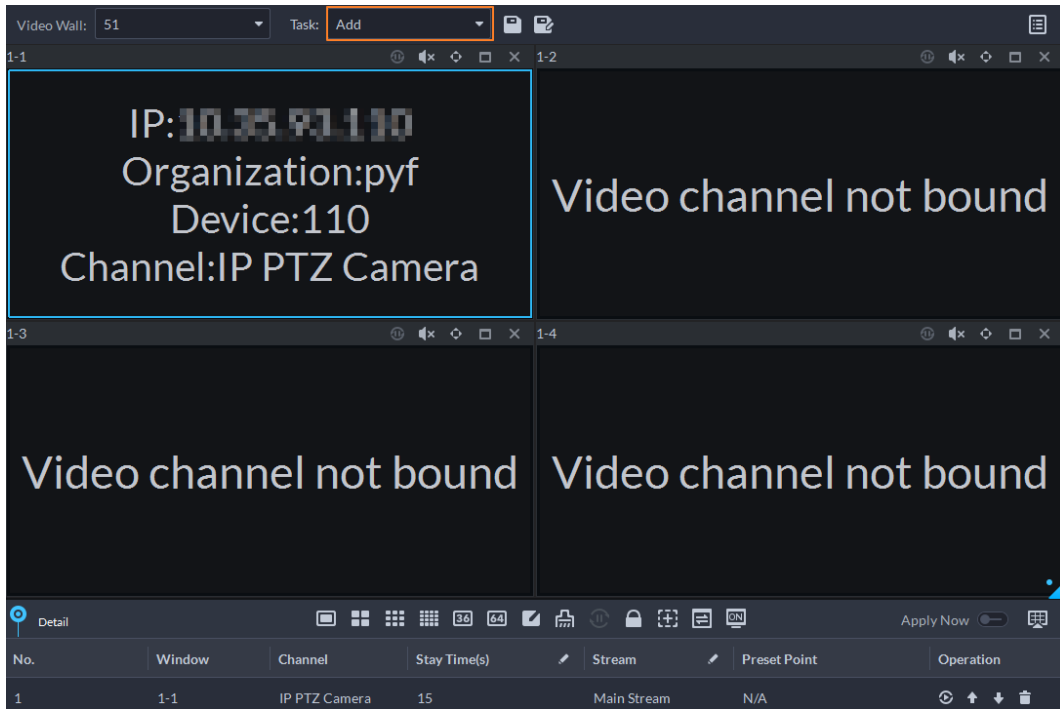 Video Wall: 51 Task: Add
1-1 1-2
IP:
Organization:pyf
Device:110
Channel:IP PTZ Camera
Video channel not bound
1-3 1-4
Video channel not bound Video channel not bound
Detail 36 64 ON Apply Now
No. Window Channel Stay Time(s) Stream Preset Point Operation
1 1-1 IP PTZ Camera 15 Main Stream N/A